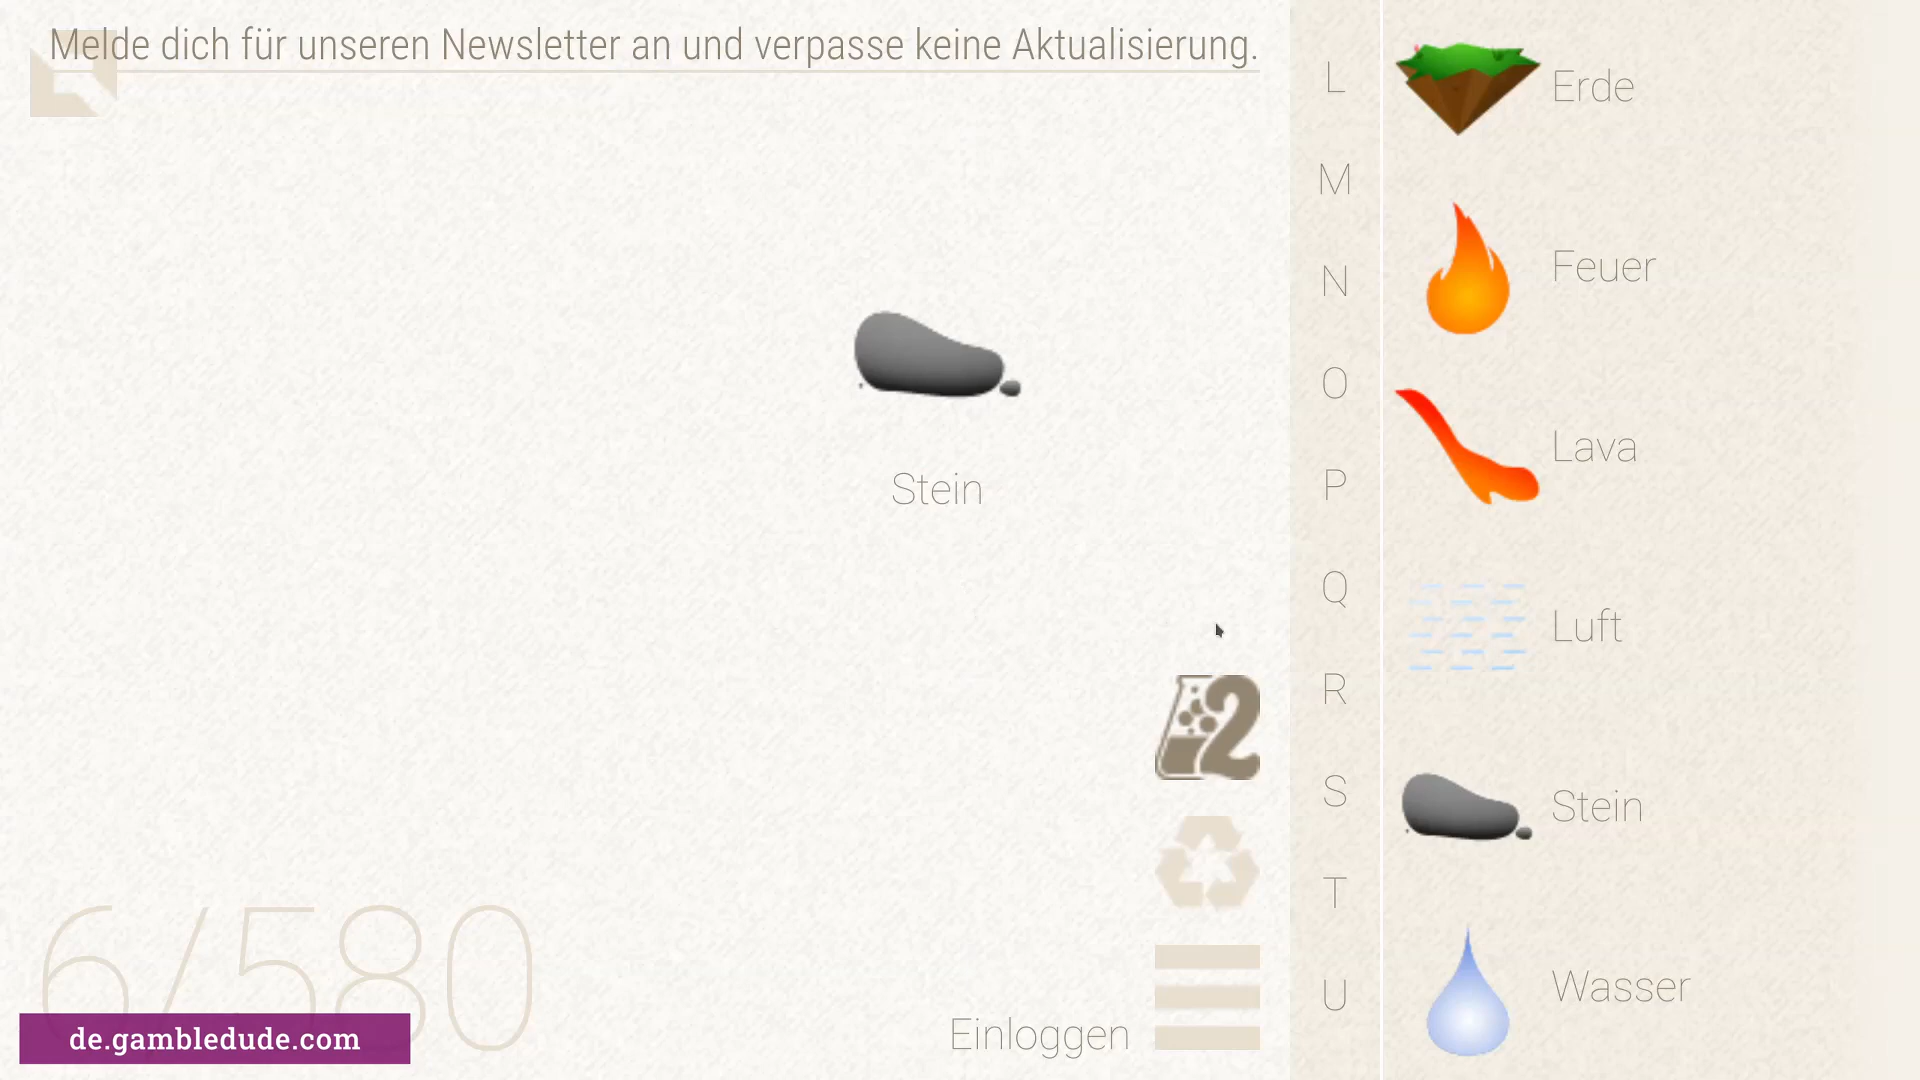 Melde dich für unseren Newsletter an und verpasse keine Aktualisierung.
Stein
L
M
N
O
P
Q
R
S
T
U
Erde
Feuer
Lava
Luft
Stein
Wasser
2
6/580
de.gambledude.com
Einloggen